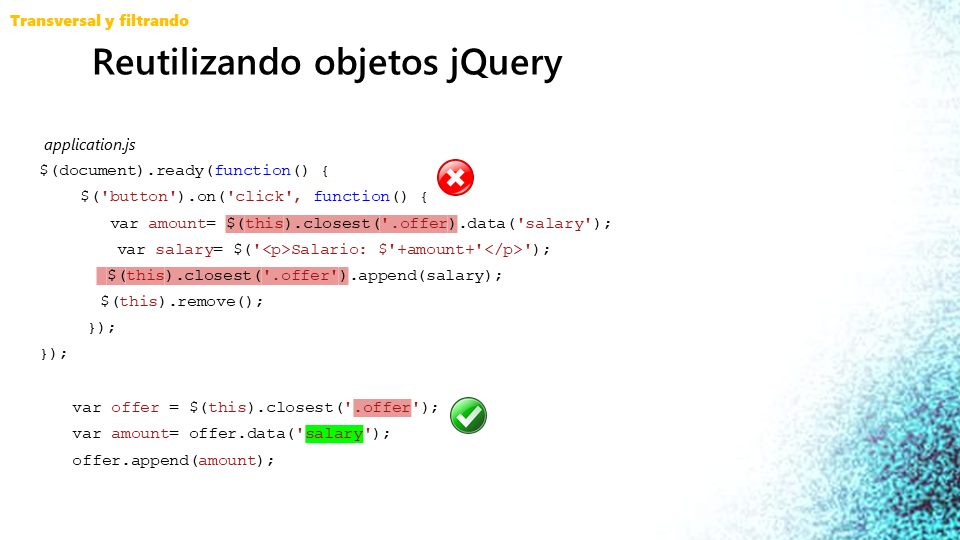 Transversal y filtrando
Reutilizando objetos jQuery
application.js
$(document).ready(function() {
$('button').on('click', function() {
var amount= $(this).closest('.offer).data('salary');
var salary= $('<p>Salario: $'+amount+'</p>');
$(this).closest('.offer').append(salary);
$(this).remove();
});
});
var offer = $(this).closest('.offer');
var amount= offer.data('salary');
offer.append(amount);